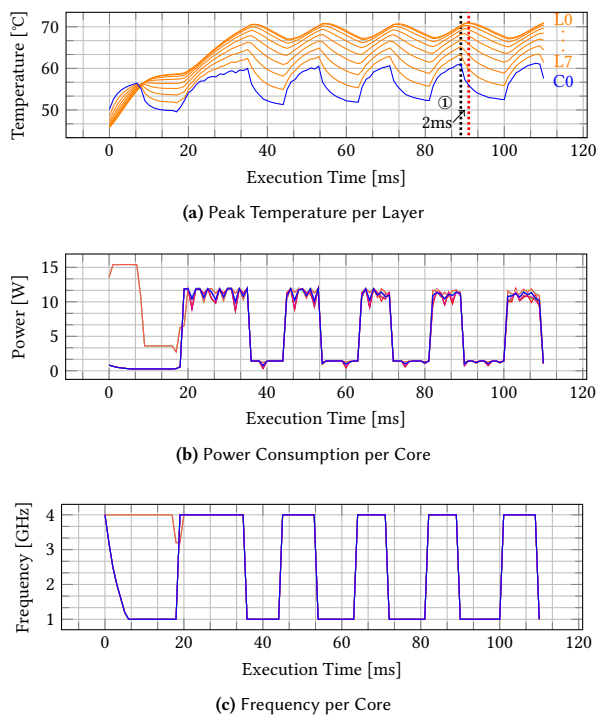 Temperature [℃]
70
60
50
L0
L7
C0
①
2ms
0
20
40
60
80
100
120
Execution Time [ms]
(a) Peak Temperature per Layer
Power [W]
15
10
5
0
0
20
40
60
80
100
120
Execution Time [ms]
(b) Power Consumption per Core
Frequency [GHz]
4
3
2
1
0
20
40
60
80
100
120
Execution Time [ms]
(c) Frequency per Core